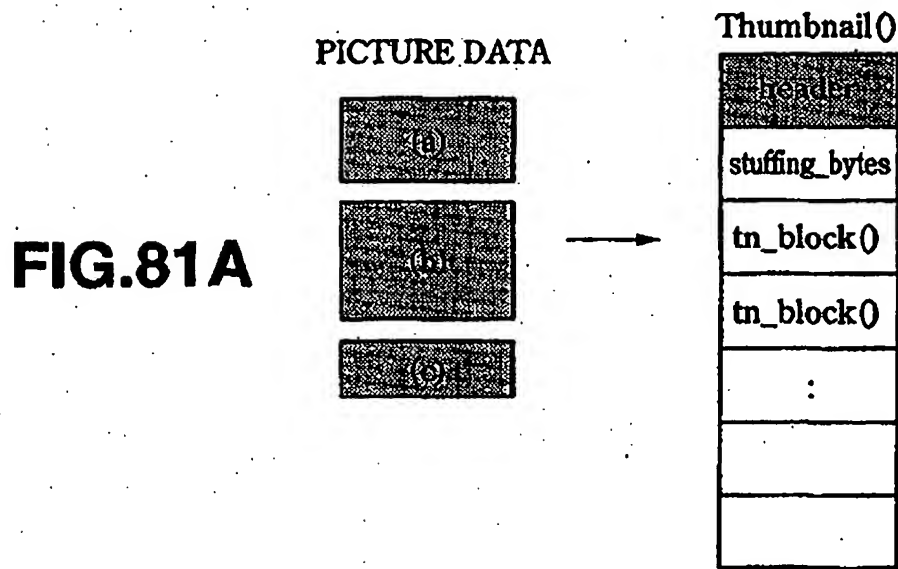 Thumbnail()
PICTURE DATA
header
(a)
stuffing_bytes
(b)
tn_block()
FIG.81A
tn_block()
(c)
: